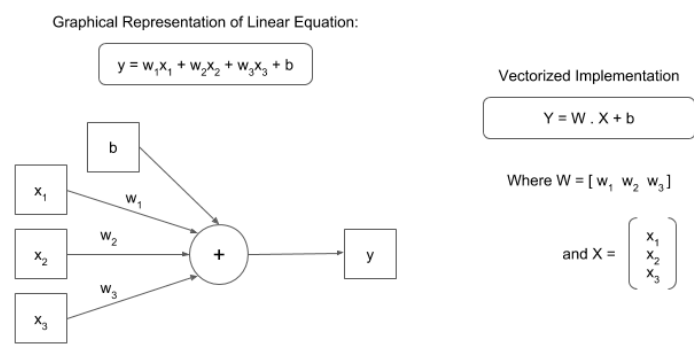 Graphical Representation of Linear Equation:
y = w₁x₁ + w₂x₂ + w₃x₃ + b
b
x₁
w₁
x₂
w₂
+
y
w₃
x₃
Vectorized Implementation
Y = W . X + b
Where W = [ w₁ w₂ w₃ ]
and X =
x₁
x₂
x₃